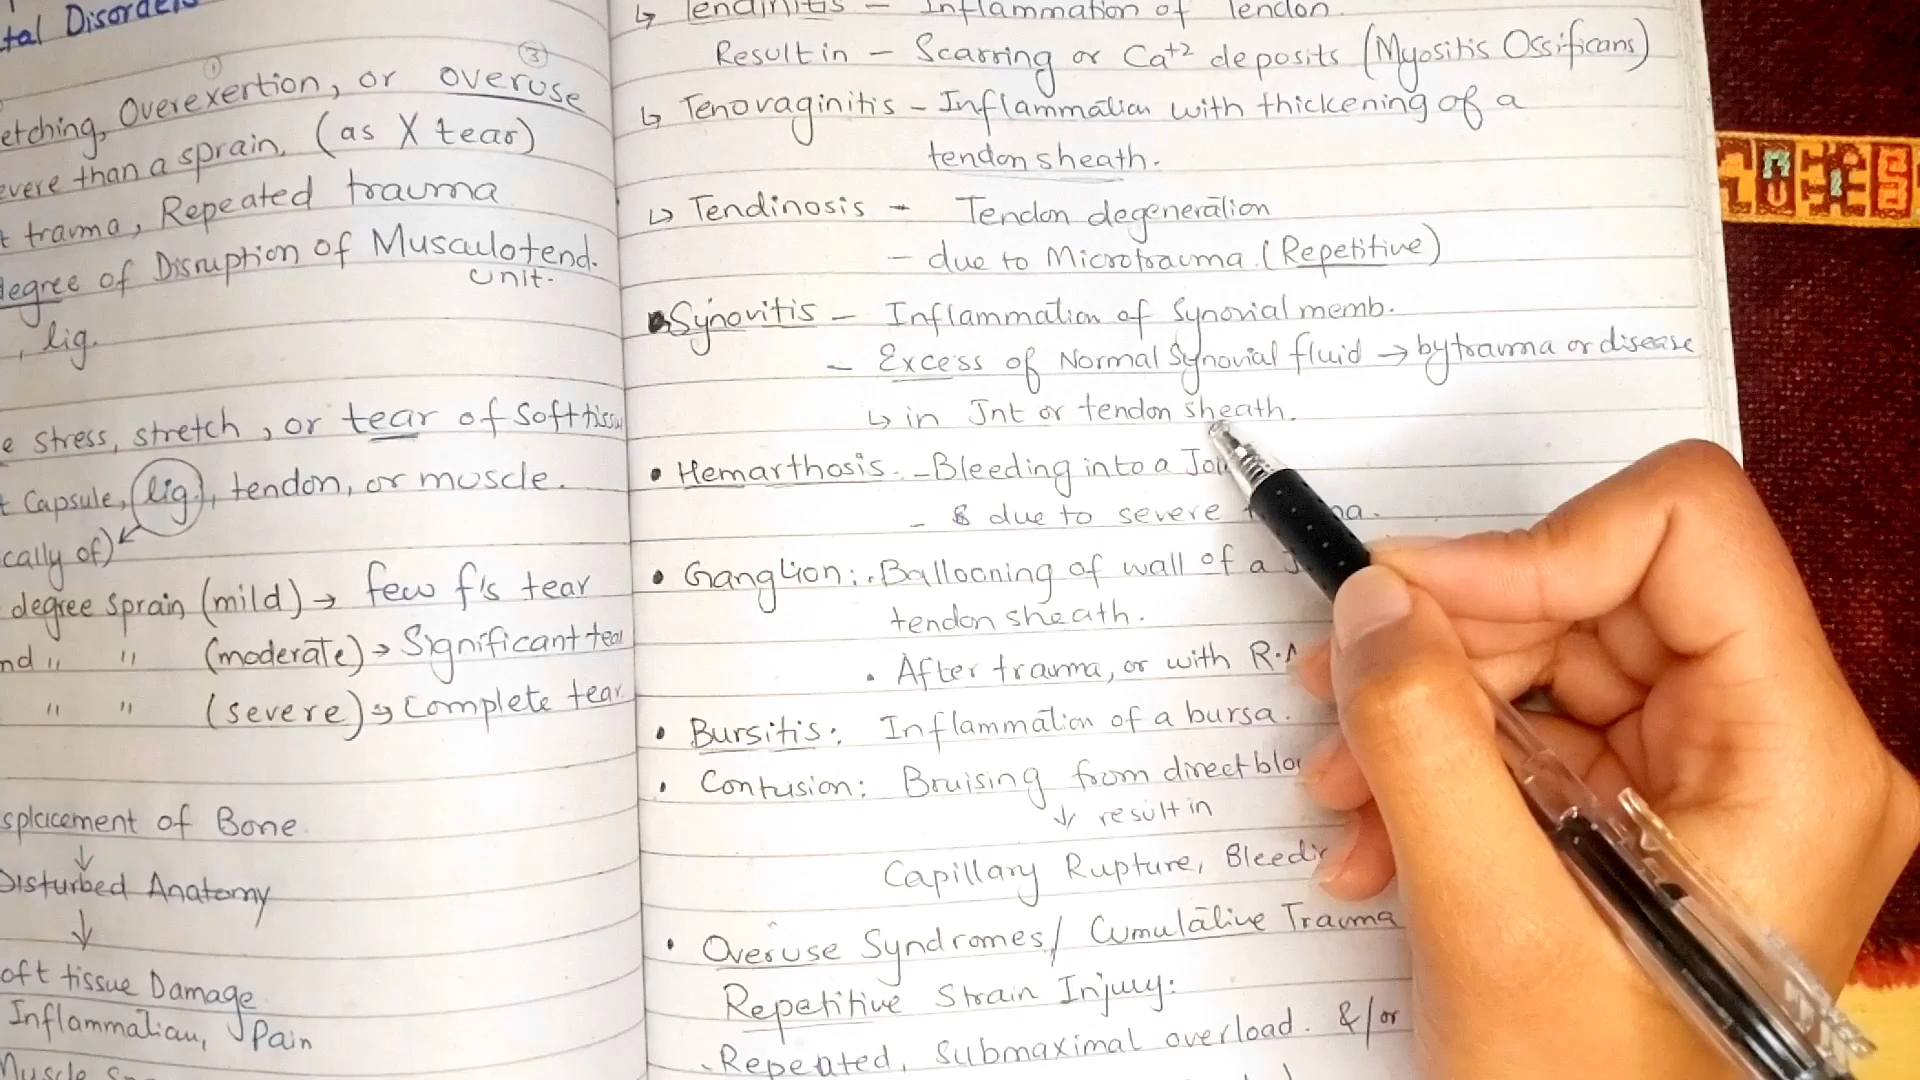 tal Disorders
① ③
etching, Overexertion, or overuse
evere than a sprain. (as X tear)
t trauma, Repeated trauma
degree of Disruption of Musculotend.
unit.
, lig.
e stress, stretch, or tear of Soft tissu
t Capsule, (lig.), tendon, or muscle.
cally of)
degree sprain (mild) → few f's tear
nd " " (moderate) → Significant tear
" " (severe) → Complete tear.
splacement of Bone
↓
Disturbed Anatomy
↓
oft tissue Damage
Inflammation, Pain
Muscle
↳ Tendinitis - Inflammation of Tendon.
Result in - Scarring or Ca+2 deposits (Myositis Ossificans)
↳ Tenovaginitis - Inflammation with thickening of a
tendon sheath.
↳ Tendinosis - Tendon degeneration
- due to Microtrauma (Repetitive)
• Synovitis - Inflammation of Synovial memb.
- Excess of Normal Synovial fluid → by trauma or disease
↳ in Jnt or tendon sheath.
• Hemarthosis. - Bleeding into a Joi
- due to severe
• Ganglion: . Ballooning of wall of a J
tendon sheath.
. After trauma, or with R.A
• Bursitis: Inflammation of a bursa.
• Contusion: Bruising from direct blo
↓ result in
Capillary Rupture, Bleedi
• Overuse Syndromes / Cumulative Trauma
Repetitive Strain Injury:
. Repeated, submaximal overload. &/or